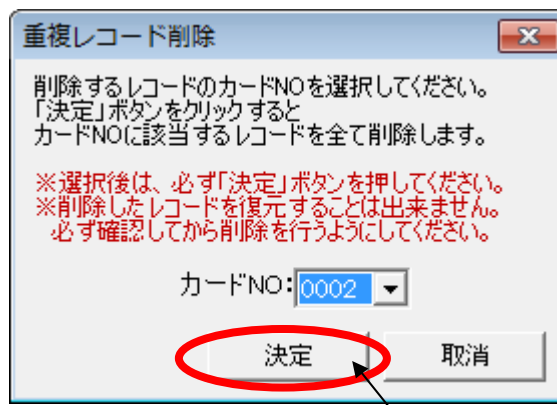 重複レコード削除
削除するレコードのカードNOを選択してください。
「決定」ボタンをクリックすると
カードNOに該当するレコードを全て削除します。
※選択後は、必ず「決定」ボタンを押してください。
※削除したレコードを復元することは出来ません。
必ず確認してから削除を行うようにしてください。
カードNO:0002
決定 取消